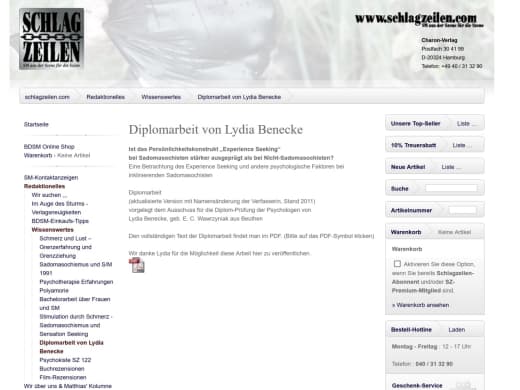 SCHLAG
ZEILEN
SM aus der Szene für die Szene
www.schlagzeilen.com
SM aus der Szene für die Szene
Charon-Verlag
Postfach 30 41 99
D-20324 Hamburg
Telefon: +49 40 / 31 32 90
schlagzeilen.com
Redaktionelles
Wissenswertes
Diplomarbeit von Lydia Benecke
Startseite
BDSM Online Shop
Warenkorb - Keine Artikel
SM-Kontaktanzeigen
Redaktionelles
Wir suchen ,,,
Im Auge des Sturms -
Verlagsneuigkeiten
BDSM-Einkaufs-Tipps
Wissenswertes
Schmerz und Lust –
Grenzerfahrung und
Grenzziehung
Sadomasochismus und S/M
1991
Psychotherapie Erfahrungen
Polyamorie
Bachelorarbeit über Frauen
und SM
Stimulation durch Schmerz -
Sadomasochismus und
Sensation Seeking
Diplomarbeit von Lydia
Benecke
Psychokiste SZ 122
Buchrezensionen
Film-Rezensionen
Wir über uns & Matthias' Kolumne
Diplomarbeit von Lydia Benecke
Ist das Persönlichkeitskonstrukt „Experience Seeking"
bei Sadomasochisten stärker ausgeprägt als bei Nicht-Sadomasochisten?
Eine Betrachtung des Experience Seeking und andere psychologische Faktoren bei
inklinierenden Sadomasochisten
Diplomarbeit
(aktualisierte Version mit Namensänderung der Verfasserin, Stand 2011)
vorgelegt dem Ausschuss für die Diplom-Prüfung der Psychologen von
Lydia Benecke, geb. E. C. Wawrzyniak aus Beuthen
Den vollständigen Text der Diplomarbeit findet man im PDF. (Bitte auf das PDF-Symbol klicken)
Wir danke Lydia für die Möglichkeit diese Arbeit hier zu veröffentlichen.
Unsere Top-Seller
Liste ...
10% Treuerabatt
Liste ...
Neue Artikel
Liste ...
Suche
Artikelnummer
Warenkorb
Keine Artikel
Warenkorb
Aktivieren Sie diese Option,
wenn Sie bereits Schlagzeilen-
Abonnent und/oder SZ-
Premium-Mitglied sind.
» Warenkorb ansehen
Bestell-Hotline
Laden
Montag - Freitag : 12 - 17 Uhr
Telefon : 040 / 31 32 90
Geschenk-Service